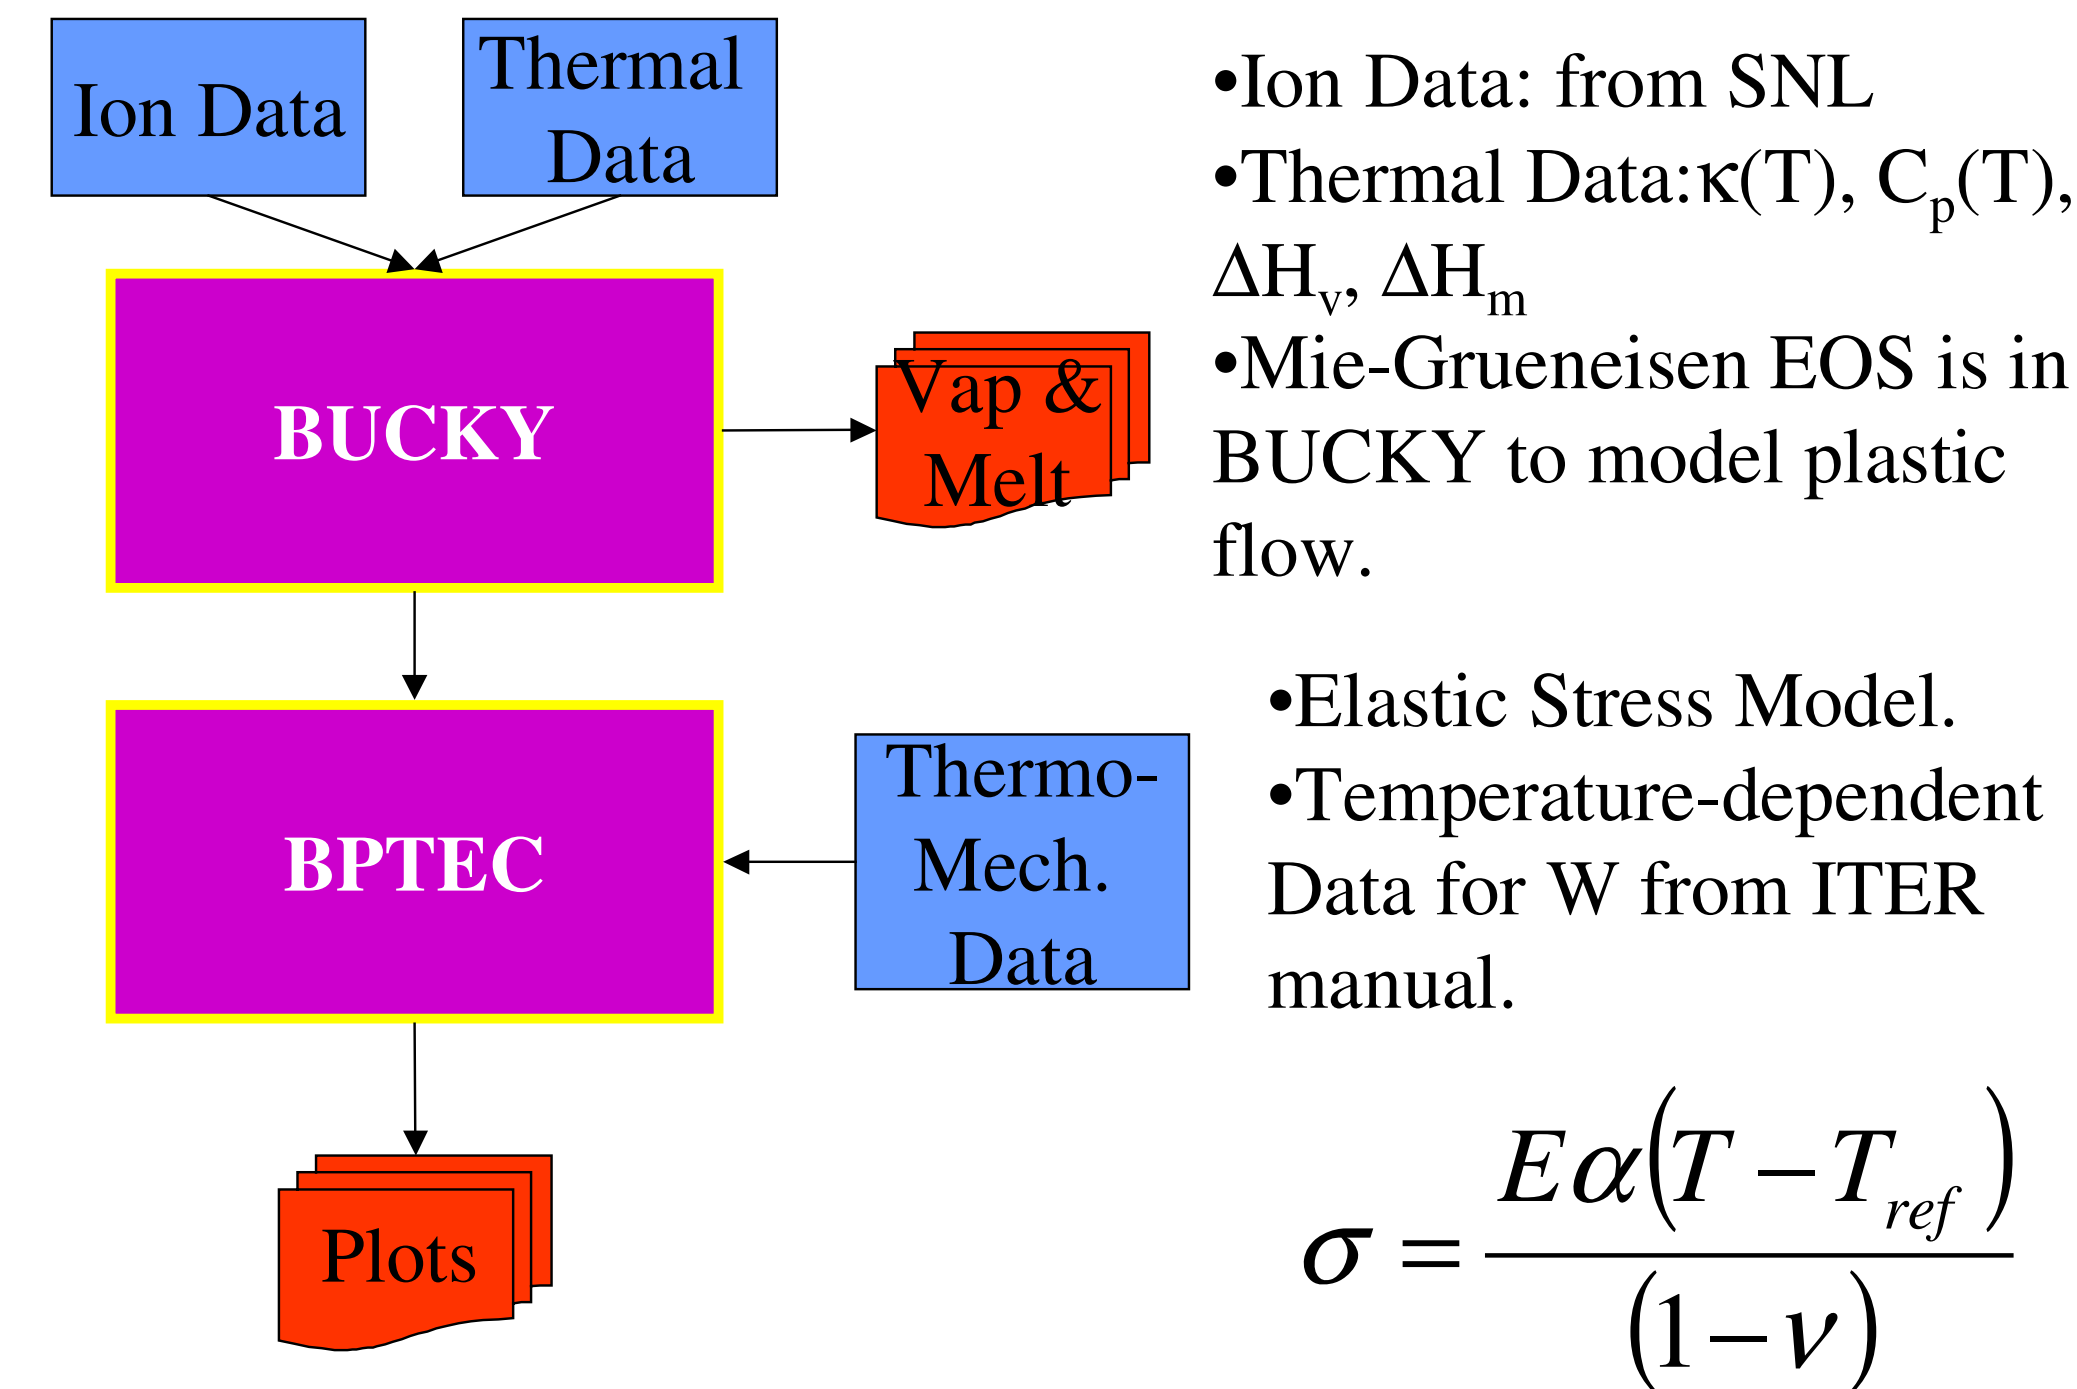 Ion Data
Thermal
Data
BUCKY
Vap &
Melt
BPTEC
Thermo-
Mech.
Data
Plots
•Ion Data: from SNL
•Thermal Data:κ(T), Cp(T),
ΔHv, ΔHm
•Mie-Grueneisen EOS is in
BUCKY to model plastic
flow.
•Elastic Stress Model.
•Temperature-dependent
Data for W from ITER
manual.
σ = Eα(T − Tref) / (1 − ν)